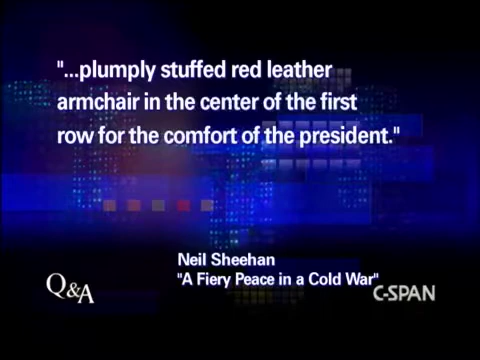 "...plumply stuffed red leather
armchair in the center of the first
row for the comfort of the president."
Neil Sheehan
"A Fiery Peace in a Cold War"
Q&A
C-SPAN